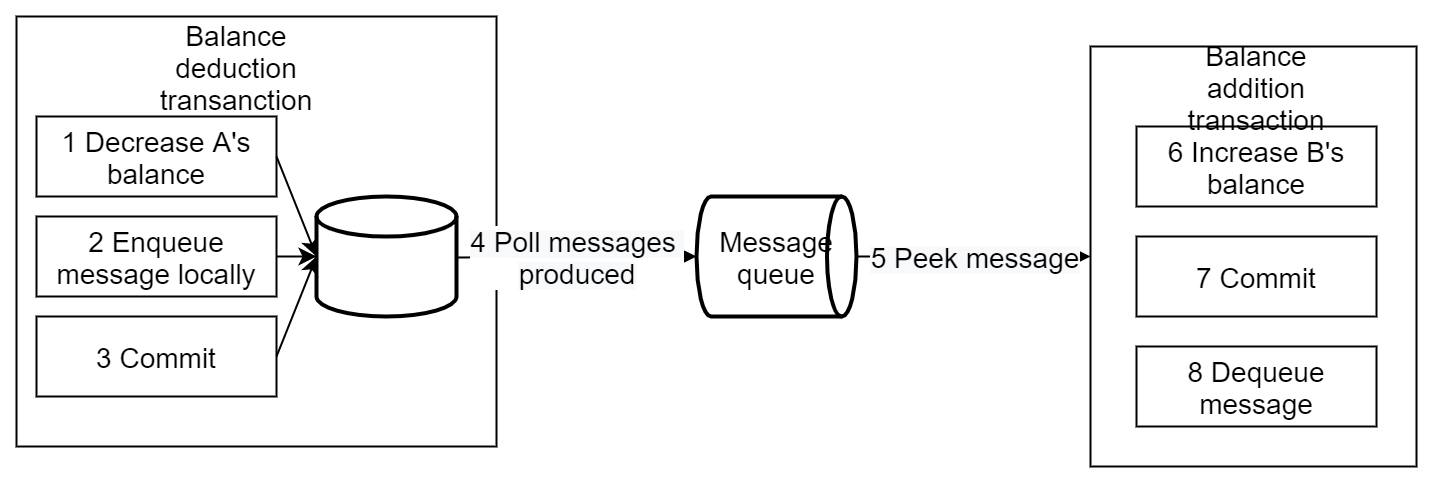 Balance
deduction
transanction
1 Decrease A's
balance
2 Enqueue
message locally
3 Commit
4 Poll messages
produced
Message
queue
5 Peek message
Balance
addition
transaction
6 Increase B's
balance
7 Commit
8 Dequeue
message